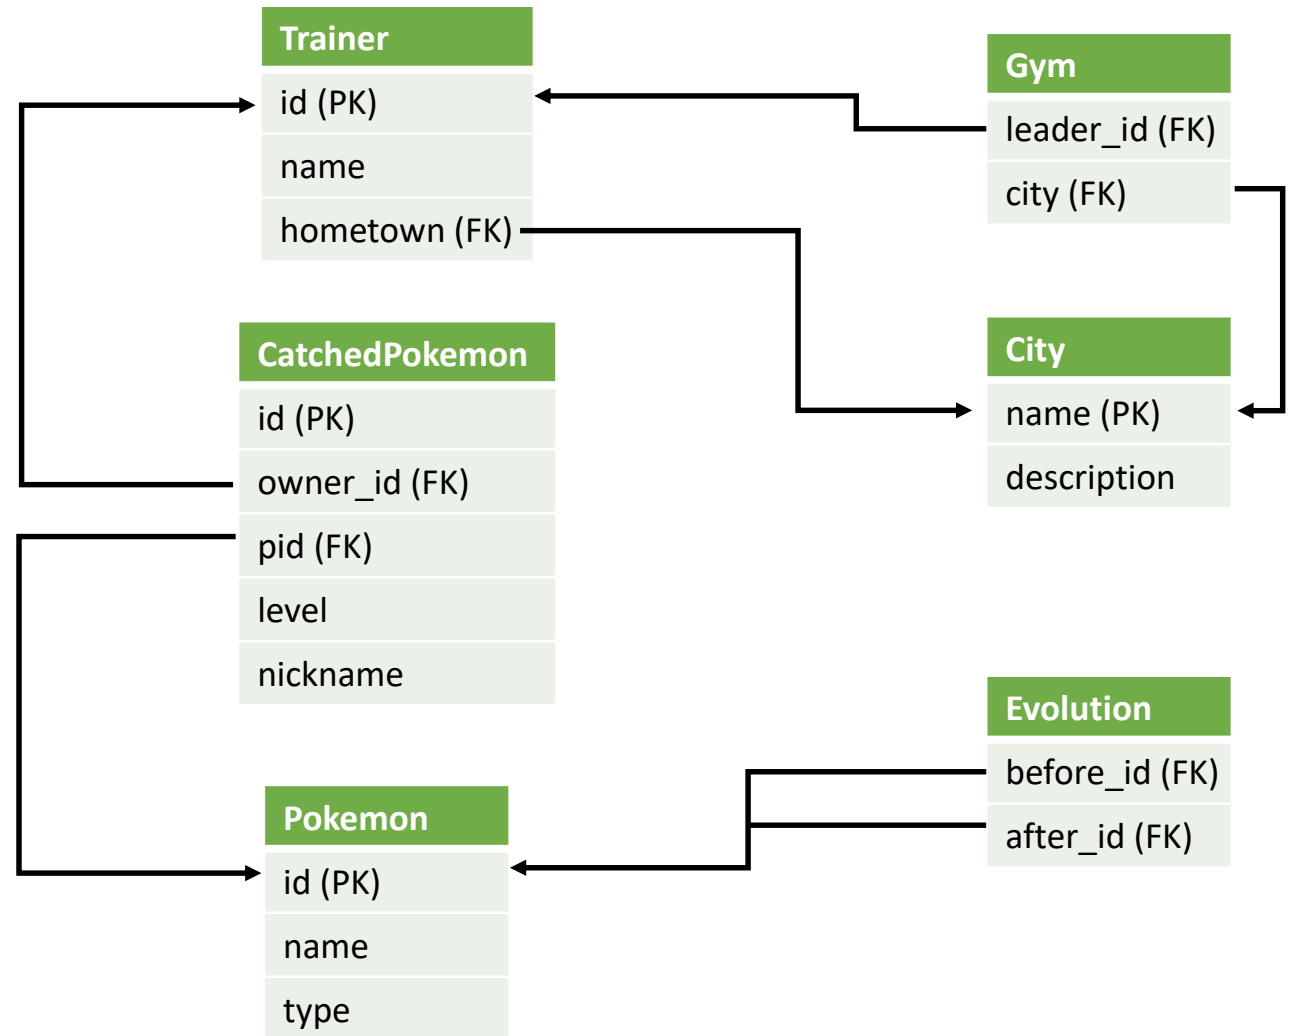 Trainer
id (PK)
name
hometown (FK)
Gym
leader_id (FK)
city (FK)
CatchedPokemon
id (PK)
owner_id (FK)
pid (FK)
level
nickname
City
name (PK)
description
Pokemon
id (PK)
name
type
Evolution
before_id (FK)
after_id (FK)